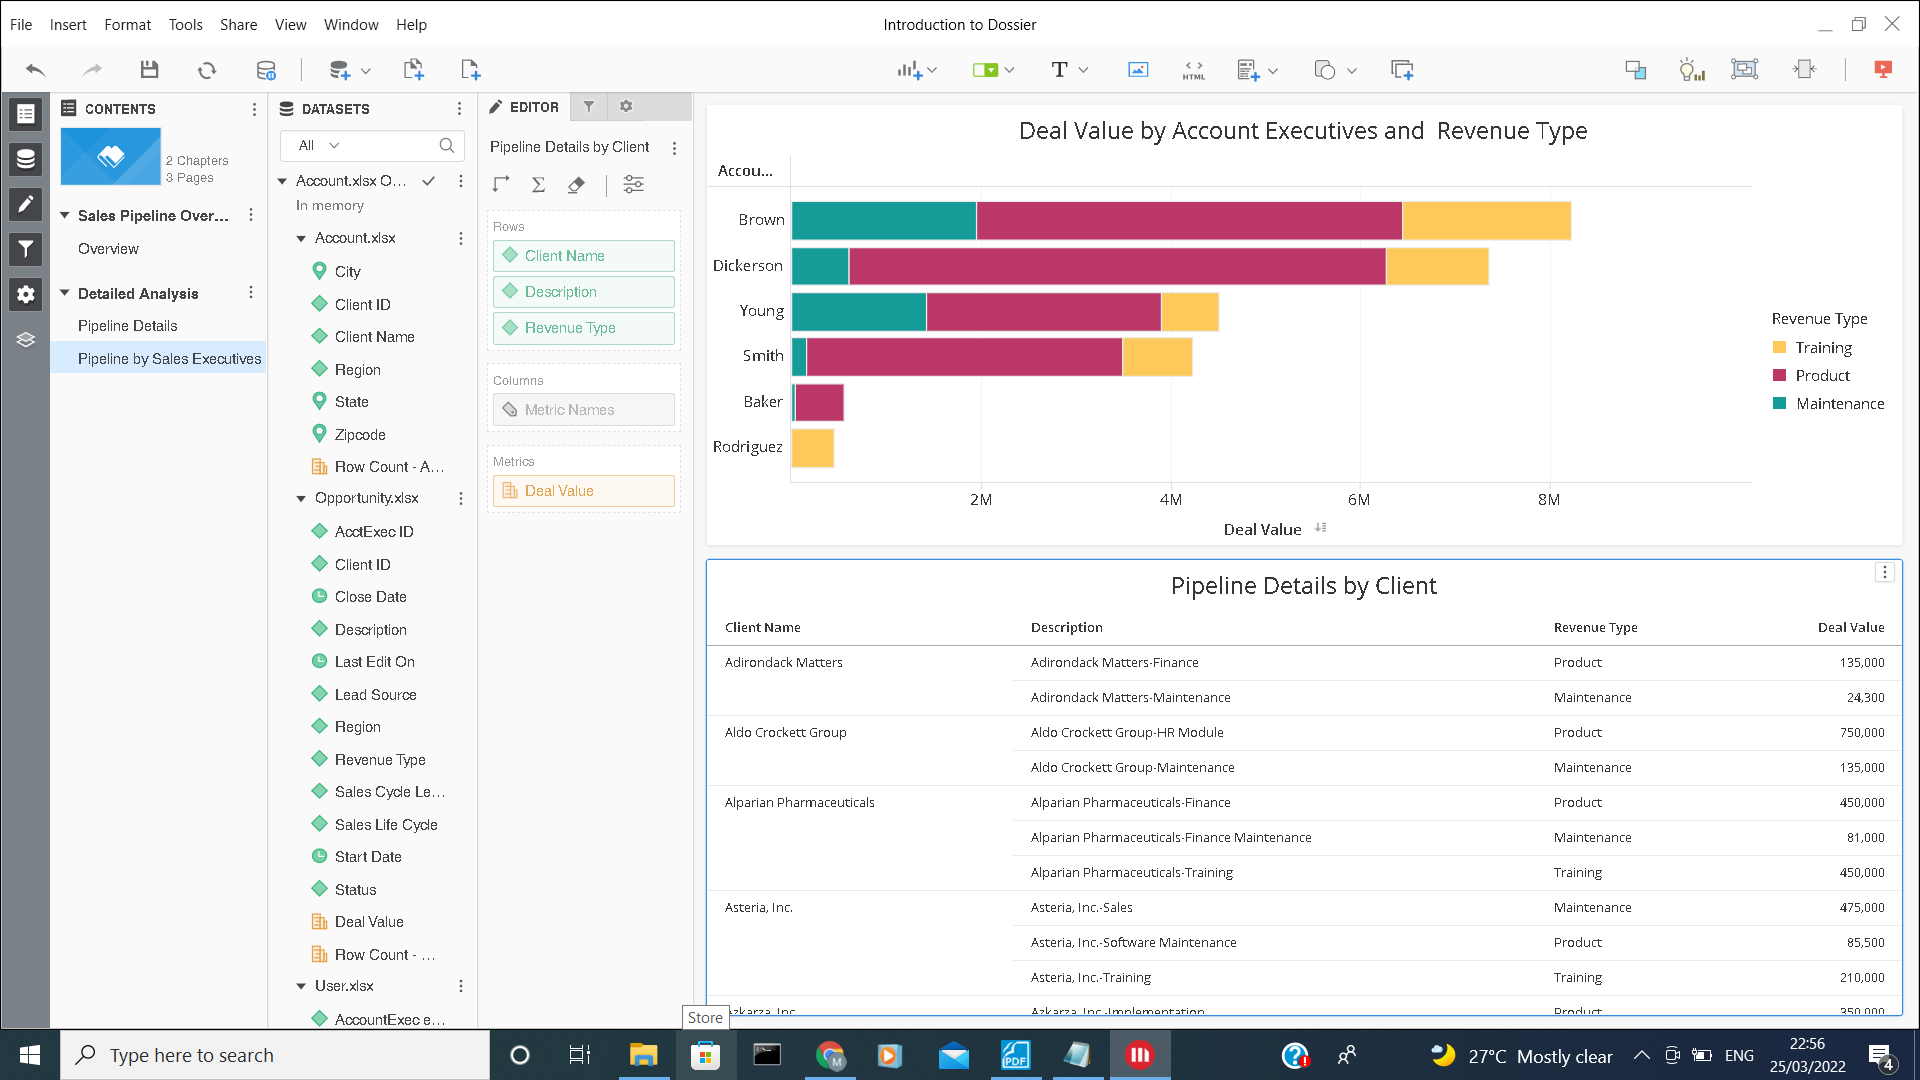 File Insert Format Tools Share View Window Help
Introduction to Dossier
HTML
CONTENTS
2 Chapters
3 Pages
Sales Pipeline Over...
Overview
Detailed Analysis
Pipeline Details
Pipeline by Sales Executives
DATASETS
All
Account.xlsx O...
In memory
Account.xlsx
City
Client ID
Client Name
Region
State
Zipcode
Row Count - A...
Opportunity.xlsx
AcctExec ID
Client ID
Close Date
Description
Last Edit On
Lead Source
Region
Revenue Type
Sales Cycle Le...
Sales Life Cycle
Start Date
Status
Deal Value
Row Count - ...
User.xlsx
AccountExec e...
EDITOR
Pipeline Details by Client
Rows
Client Name
Description
Revenue Type
Columns
Metric Names
Metrics
Deal Value
Deal Value by Account Executives and Revenue Type
Accou...
Brown
Dickerson
Young
Smith
Baker
Rodriguez
2M 4M 6M 8M
Deal Value
Revenue Type
Training
Product
Maintenance
Pipeline Details by Client
Client Name Description Revenue Type Deal Value
Adirondack Matters Adirondack Matters-Finance Product 135,000
Adirondack Matters-Maintenance Maintenance 24,300
Aldo Crockett Group Aldo Crockett Group-HR Module Product 750,000
Aldo Crockett Group-Maintenance Maintenance 135,000
Alparian Pharmaceuticals Alparian Pharmaceuticals-Finance Product 450,000
Alparian Pharmaceuticals-Finance Maintenance Maintenance 81,000
Alparian Pharmaceuticals-Training Training 450,000
Asteria, Inc. Asteria, Inc.-Sales Maintenance 475,000
Asteria, Inc.-Software Maintenance Product 85,500
Asteria, Inc.-Training Training 210,000
Azkarza, Inc. Azkarza, Inc.-Implementation Product 350,000
Store
Type here to search
M
PDF
27°C Mostly clear
ENG
22:56
25/03/2022
4